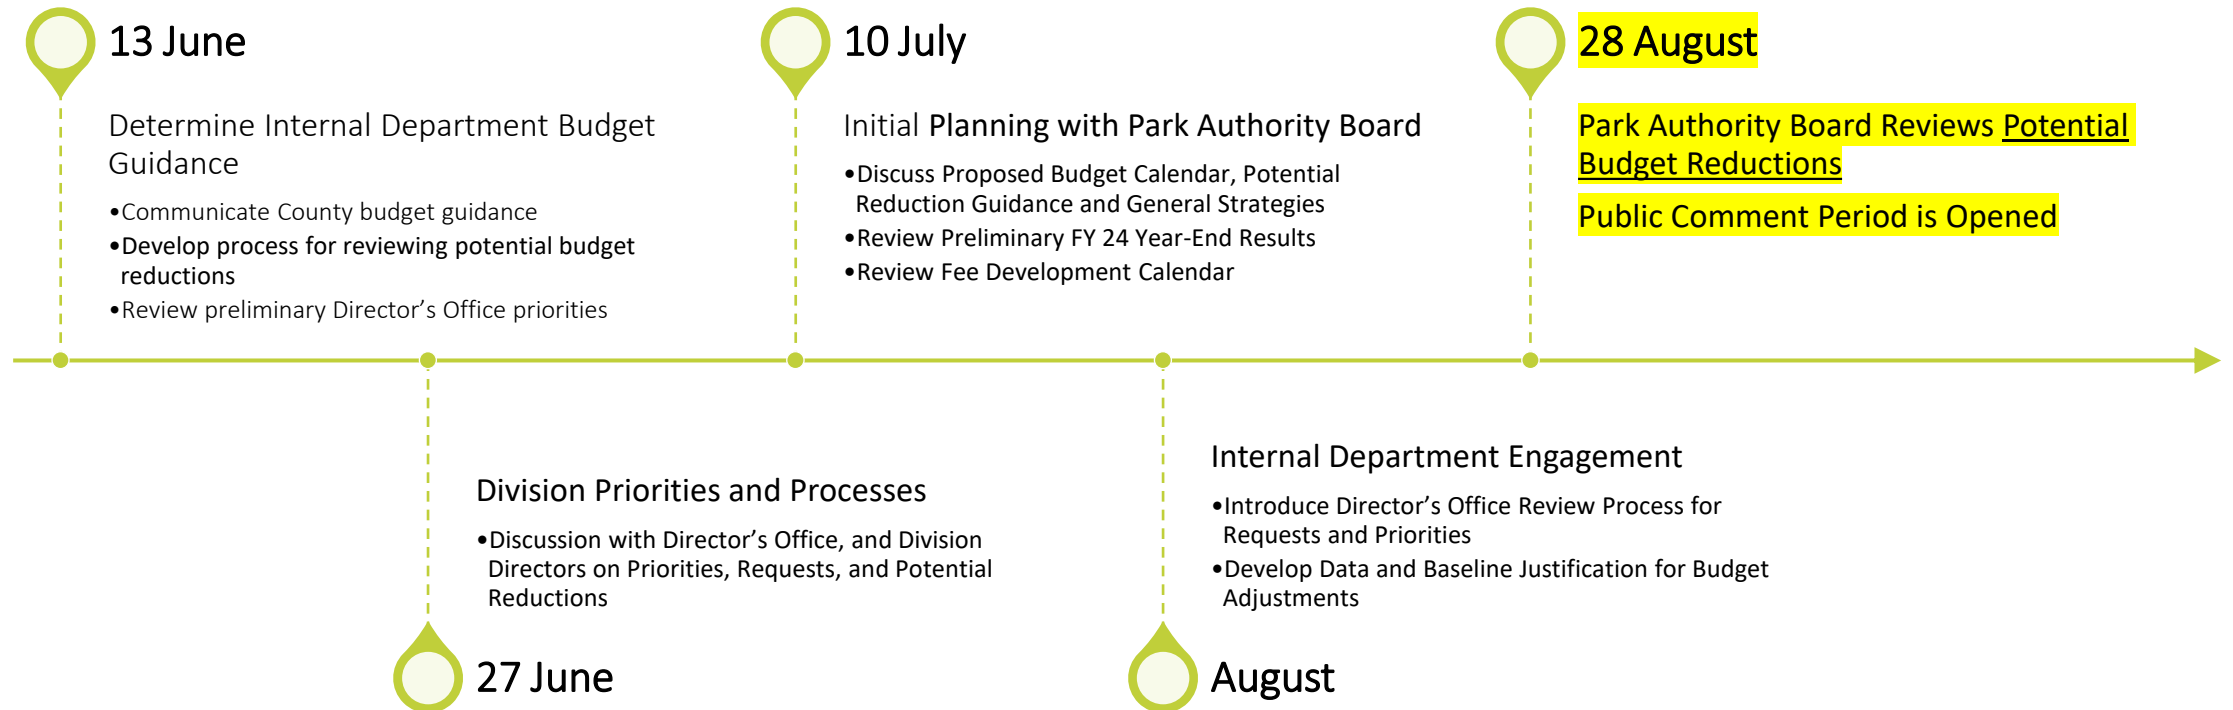 13 June
Determine Internal Department Budget
Guidance
•Communicate County budget guidance
•Develop process for reviewing potential budget
reductions
•Review preliminary Director’s Office priorities
27 June
Division Priorities and Processes
•Discussion with Director’s Office, and Division
Directors on Priorities, Requests, and Potential
Reductions
10 July
Initial Planning with Park Authority Board
•Discuss Proposed Budget Calendar, Potential
Reduction Guidance and General Strategies
•Review Preliminary FY 24 Year-End Results
•Review Fee Development Calendar
August
Internal Department Engagement
•Introduce Director’s Office Review Process for
Requests and Priorities
•Develop Data and Baseline Justification for Budget
Adjustments
28 August
Park Authority Board Reviews Potential
Budget Reductions
Public Comment Period is Opened